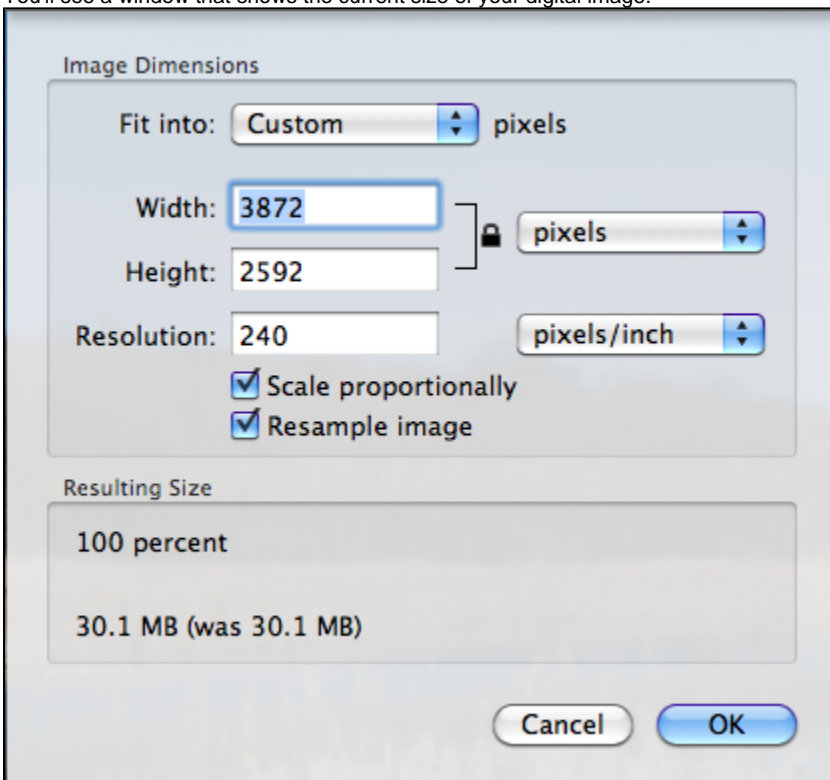 You'll see a window that shows the current size of your digital image.
Image Dimensions
Fit into: Custom pixels
Width: 3872
pixels
Height: 2592
Resolution: 240 pixels/inch
Scale proportionally
Resample image
Resulting Size
100 percent
30.1 MB (was 30.1 MB)
Cancel OK